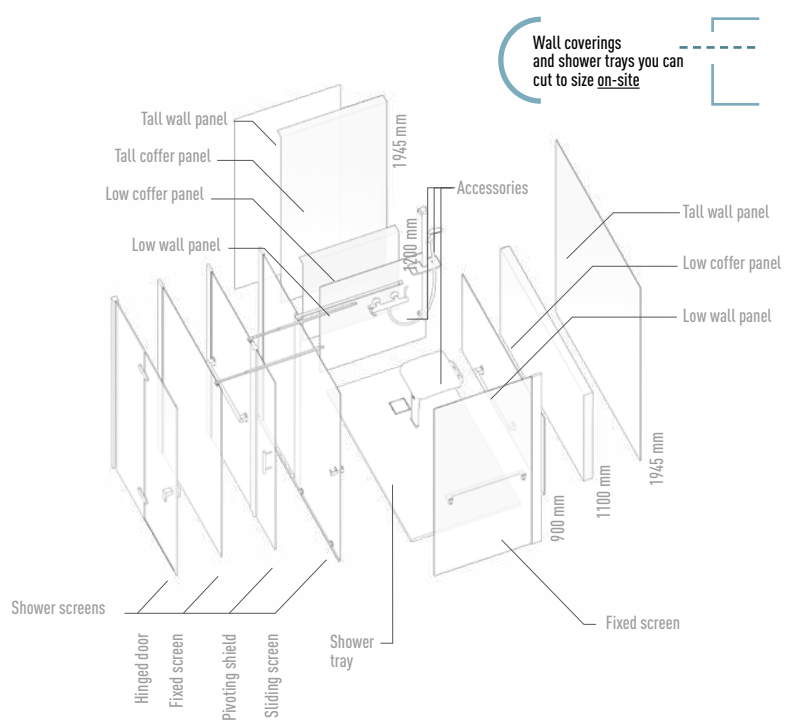 Wall coverings
and shower trays you can
cut to size on-site
Tall wall panel
Tall coffer panel
Low coffer panel
Low wall panel
1945 mm
1200 mm
Accessories
Tall wall panel
Low coffer panel
Low wall panel
1945 mm
1100 mm
900 mm
Shower screens
Hinged door
Fixed screen
Pivoting shield
Sliding screen
Shower
tray
Fixed screen